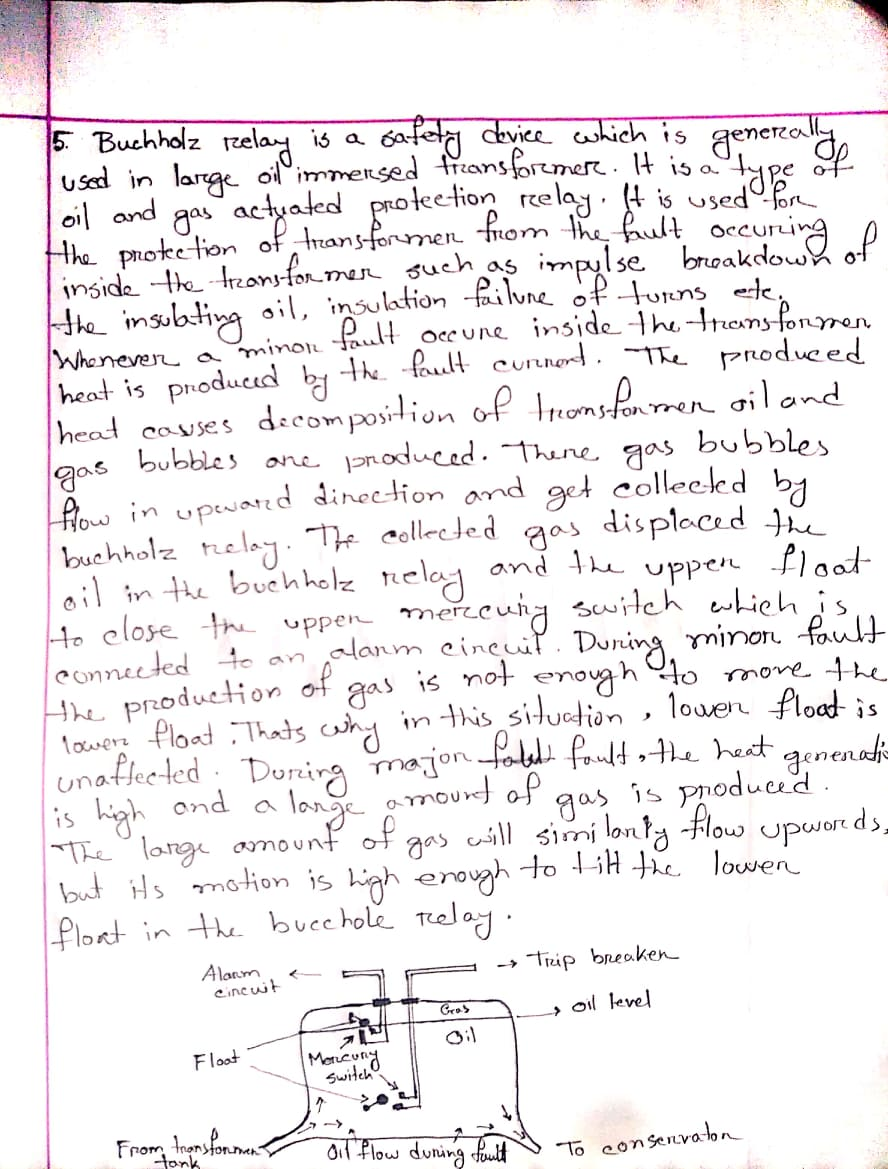 5. Buchholz relay is a safety device which is generally
used in large oil immersed transformer. It is a type of
oil and gas actuated protection relay. It is used for
the protection of transformer from the fault occuring
inside the transformer such as impulse breakdown of
the insulating oil, insulation failure of turns etc.
Whenever a minor fault occure inside the transformer
heat is produced by the fault current. The produced
heat causes decomposition of transformer oil and
gas bubbles are produced. There gas bubbles
flow in upward direction and get collected by
buchholz relay. The collected gas displaced the
oil in the buchholz relay and the upper float
to close the upper mercury switch which is
connected to an alarm circuit. During minor fault
the production of gas is not enough to move the
lower float. Thats why in this situation, lower float is
unaffected. During major fault, the heat generatio
is high and a large amount of gas is produced.
The large amount of gas will similarly flow upwords,
but its motion is high enough to tilt the lower
float in the bucchole relay.
Alarm circuit
Trip breaker
Gas
oil level
Oil
Float
Mercury switch
From transformer tank
Oil flow during fault
To conservator